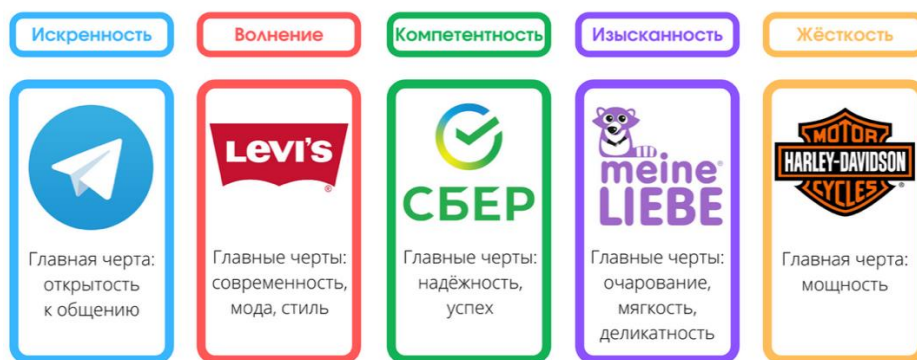 Искренность
Волнение
Компетентность
Изысканность
Жёсткость
Главная черта:
открытость
к общению
LEVI'S
®
Главные черты:
современность,
мода, стиль
СБЕР
Главные черты:
надёжность,
успех
meine®
LIEBE
Главные черты:
очарование,
мягкость,
деликатность
MOTOR
HARLEY-DAVIDSON
CYCLES
®
Главная черта:
мощность